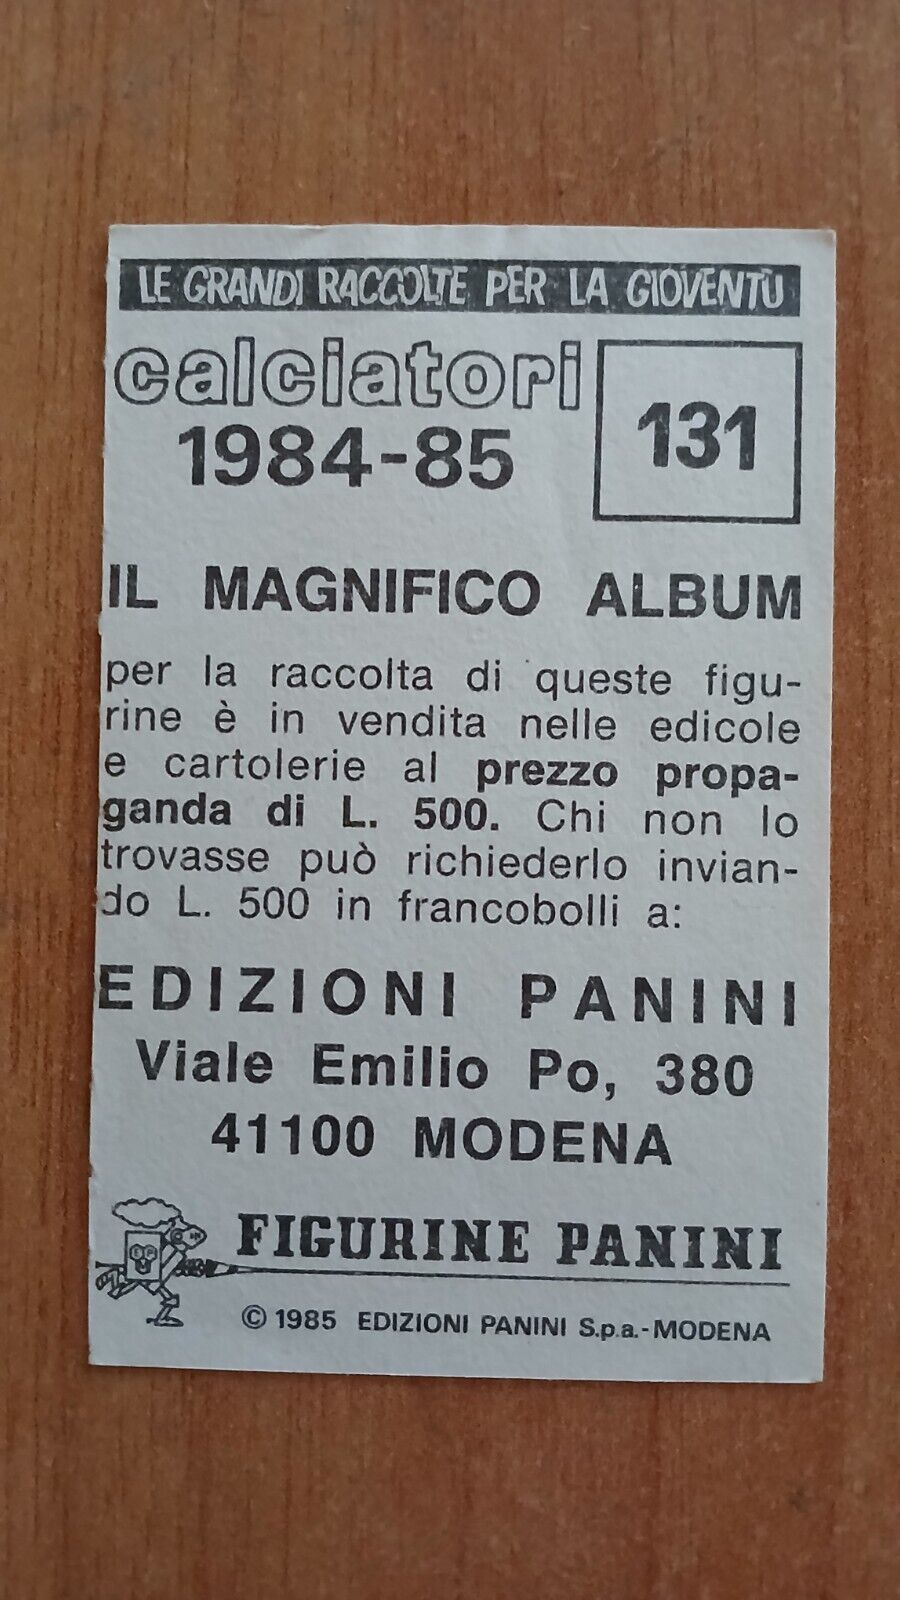 LE GRANDI RACCOLTE PER LA GIOVENTÙ
calciatori
1984-85
131
IL MAGNIFICO ALBUM
per la raccolta di queste figu-
rine è in vendita nelle edicole
e cartolerie al prezzo propa-
ganda di L. 500. Chi non lo
trovasse può richiederlo invian-
do L. 500 in francobolli a:
EDIZIONI PANINI
Viale Emilio Po, 380
41100 MODENA
FIGURINE PANINI
© 1985 EDIZIONI PANINI S.p.a.-MODENA